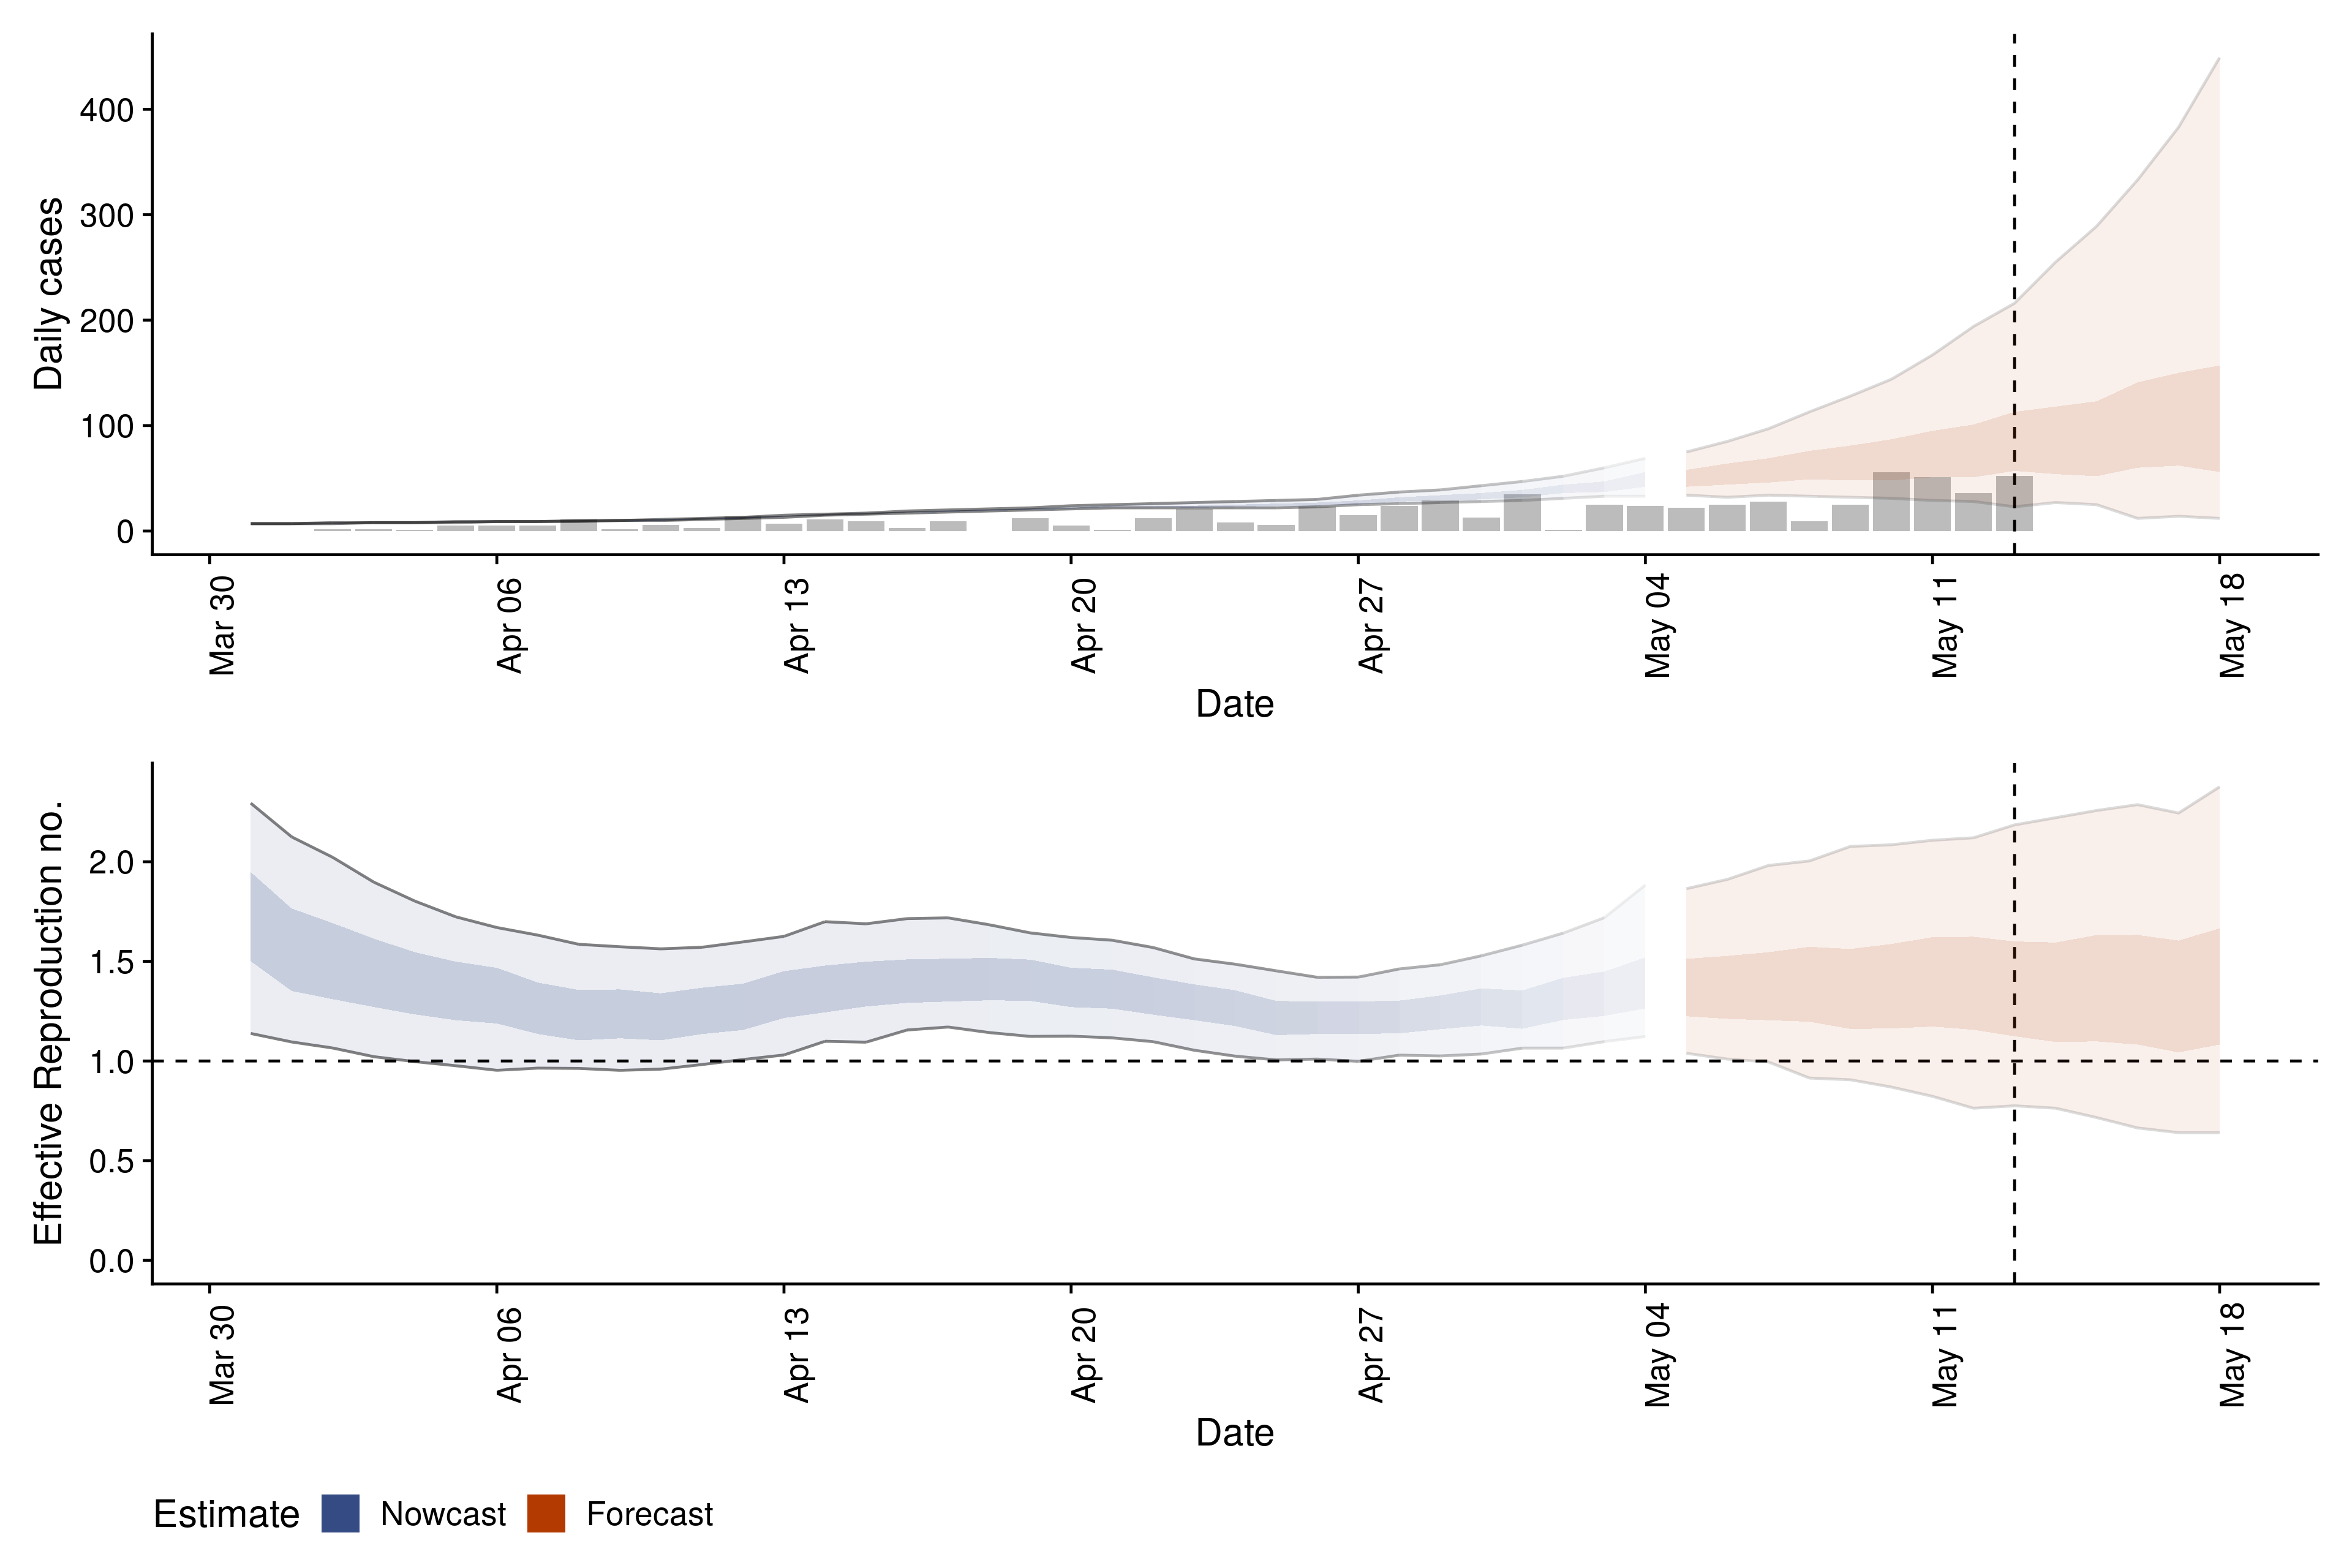 Daily cases
400
300
200
100
0
Mar 30
Apr 06
Apr 13
Apr 20
Apr 27
May 04
May 11
May 18
Date
Effective Reproduction no.
2.0
1.5
1.0
0.5
0.0
Mar 30
Apr 06
Apr 13
Apr 20
Apr 27
May 04
May 11
May 18
Date
Estimate Nowcast Forecast